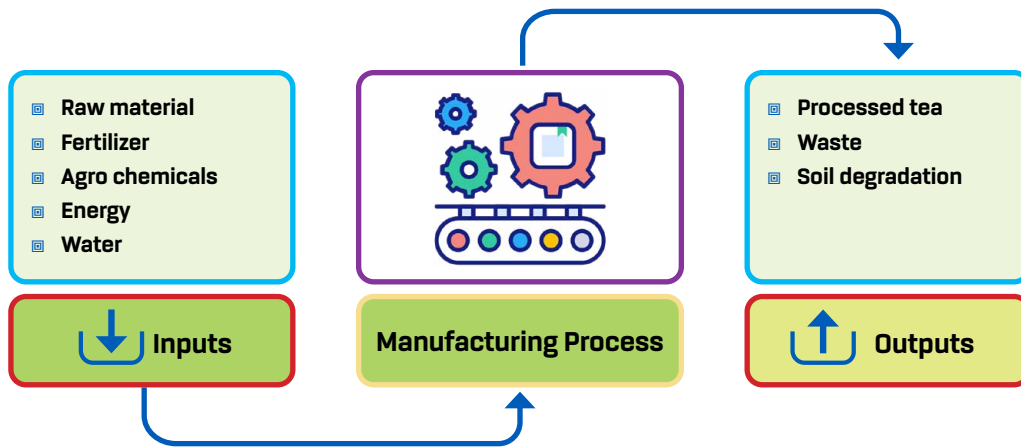 Raw material
Fertilizer
Agro chemicals
Energy
Water
Inputs
Manufacturing Process
Processed tea
Waste
Soil degradation
Outputs